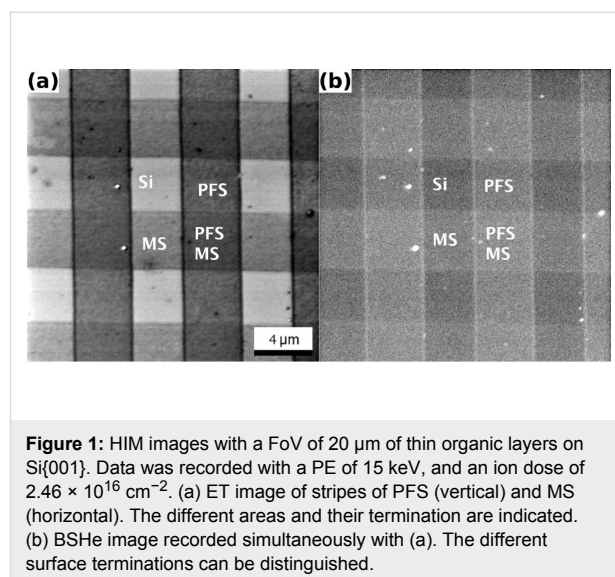 (a)
(b)
Si
PFS
Si
PFS
MS
PFS
MS
MS
PFS
MS
4 µm
Figure 1: HIM images with a FoV of 20 µm of thin organic layers on
Si{001}. Data was recorded with a PE of 15 keV, and an ion dose of
2.46 × 10¹⁶ cm⁻². (a) ET image of stripes of PFS (vertical) and MS
(horizontal). The different areas and their termination are indicated.
(b) BSHe image recorded simultaneously with (a). The different
surface terminations can be distinguished.